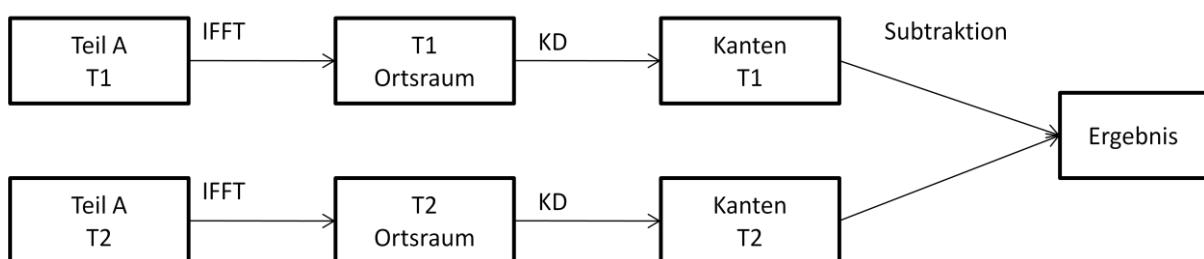 Teil A
T1
IFFT
T1
Ortsraum
KD
Kanten
T1
Subtraktion
Ergebnis
Teil A
T2
IFFT
T2
Ortsraum
KD
Kanten
T2